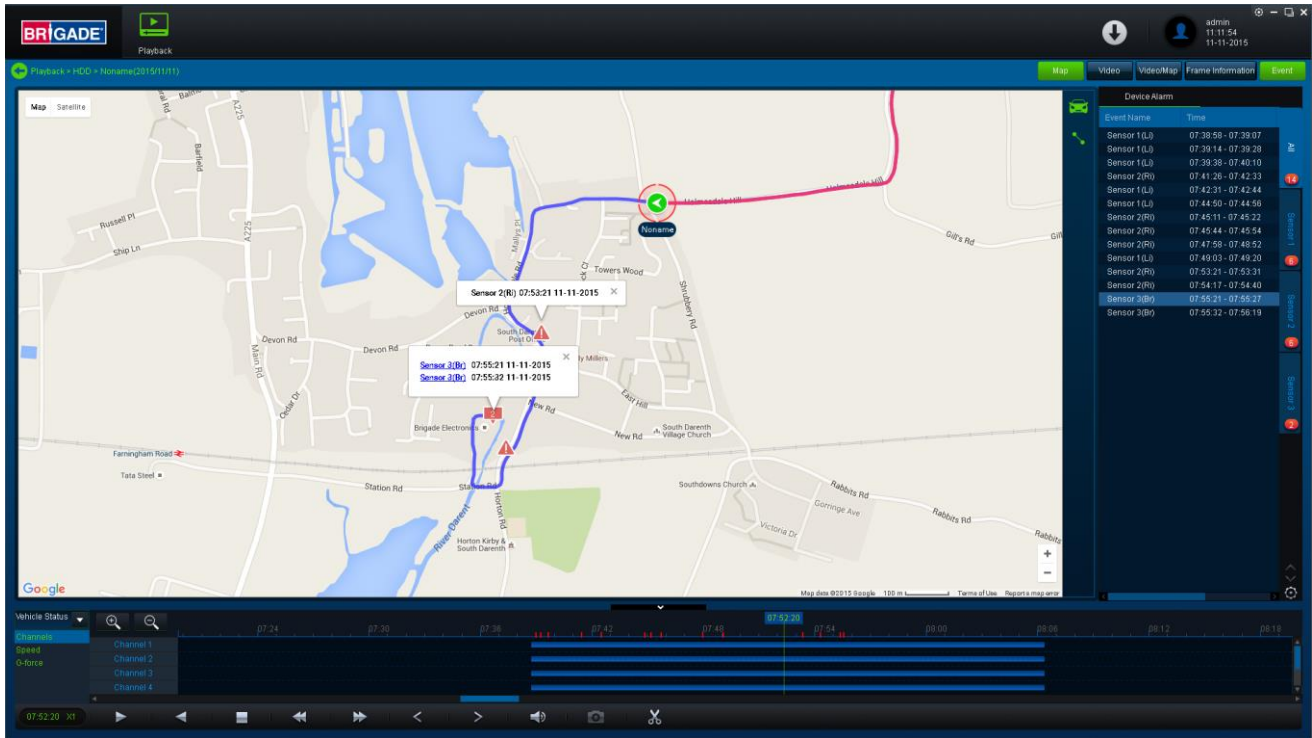 BRIGADE
Playback
admin
11:11:54
11-11-2015
Playback > HDD > Noname(2015/11/11)
Map
Video
Video/Map
Frame Information
Event
Map Satellite
A225
Barfield
Russell Pl
Ship Ln
A225
Mallys Pl
Holmesdale Hill
Noname
Gill's Rd
Gill
Towers Wood
Shrubbery Rd
Sensor 2(Ri) 07:53:21 11-11-2015 ×
Devon Rd
Devon Rd
Devon Rd
Main Rd
Cedar Dr
Sensor 3(Br) 07:55:21 11-11-2015 ×
Sensor 3(Br) 07:55:32 11-11-2015
2
East Hill
New Rd
New Rd
Brigade Electronics
South Darenth
Village Church
Farningham Road
Tata Steel
Station Rd
Station Rd
Horton Rd
Southdowns Church
Rabbits Rd
Gorringe Ave
Rabbits Rd
Victoria Dr
Rabbits
River Darent
Horton Kirby &
South Darenth
+
−
Google
Map data ©2015 Google 100 m Terms of Use Report a map error
Device Alarm
Event Name Time
Sensor 1(Li) 07:38:58 - 07:39:07
Sensor 1(Li) 07:39:14 - 07:39:28
Sensor 1(Li) 07:39:38 - 07:40:10
Sensor 2(Ri) 07:41:26 - 07:42:33
Sensor 1(Li) 07:42:31 - 07:42:44
Sensor 1(Li) 07:44:50 - 07:44:56
Sensor 2(Ri) 07:45:11 - 07:45:22
Sensor 2(Ri) 07:45:44 - 07:45:54
Sensor 2(Ri) 07:47:58 - 07:48:52
Sensor 1(Li) 07:49:03 - 07:49:20
Sensor 2(Ri) 07:53:21 - 07:53:31
Sensor 2(Ri) 07:54:17 - 07:54:40
Sensor 3(Br) 07:55:21 - 07:55:27
Sensor 3(Br) 07:55:32 - 07:56:19
All
14
Sensor 1
6
Sensor 2
6
Sensor 3
2
Vehicle Status
Channels
Speed
G-force
07:24 07:30 07:36 07:42 07:48 07:52:20 07:54 08:00 08:06 08:12 08:18
Channel 1
Channel 2
Channel 3
Channel 4
07:52:20 X1